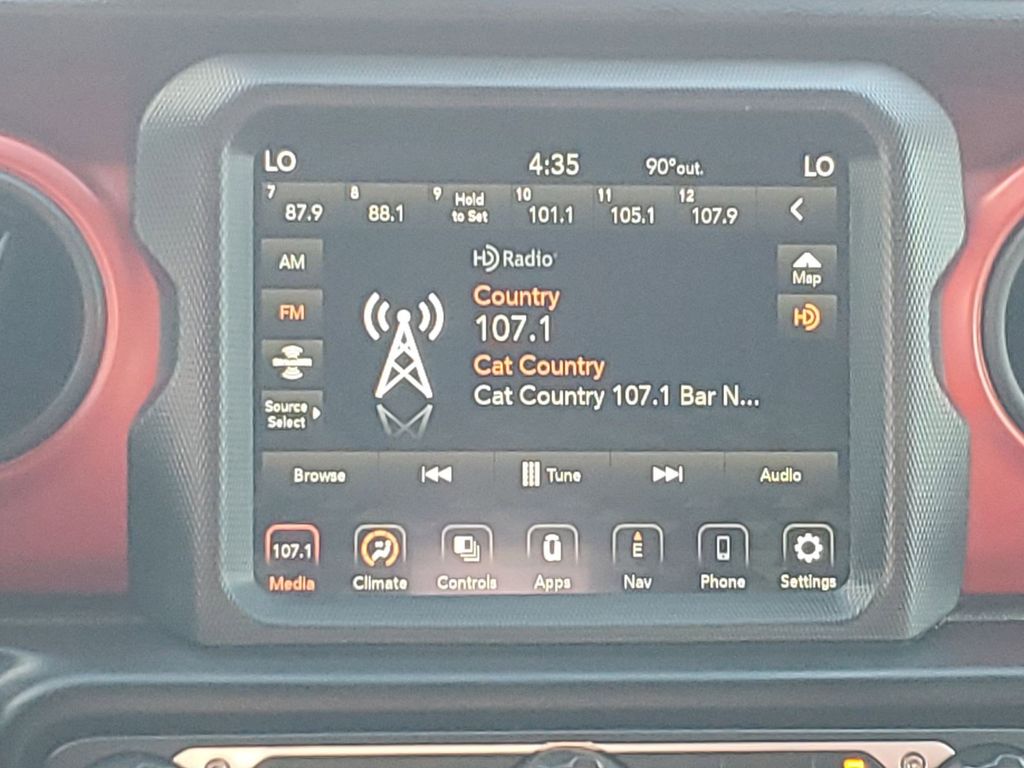 LO 4:35 90°out. LO
7 87.9 8 88.1 9 Hold to Set 10 101.1 11 105.1 12 107.9
AM
HD Radio
Map
Country
FM
107.1
HD
Cat Country
Cat Country 107.1 Bar N...
Source
Select
Browse Tune Audio
107.1 E
Media Climate Controls Apps Nav Phone Settings